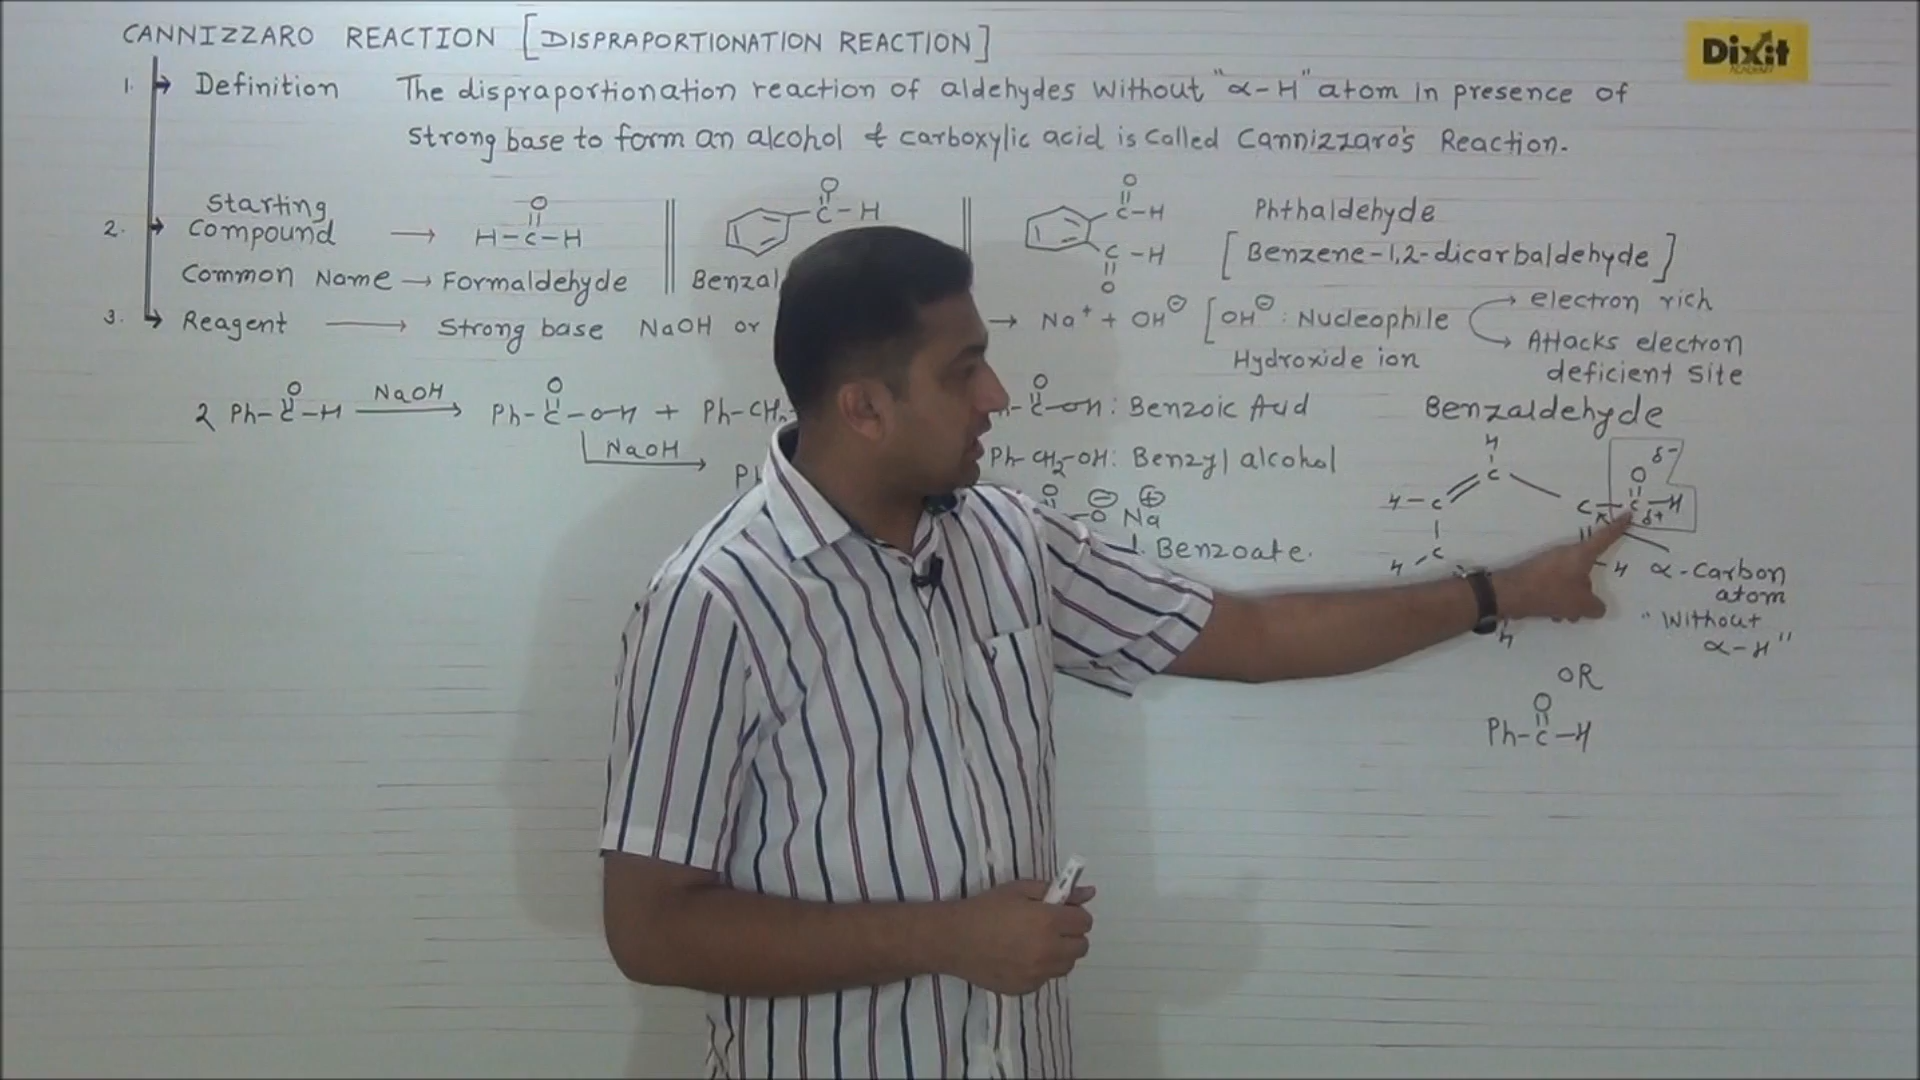 CANNIZZARO REACTION [DISPRAPORTIONATION REACTION]
Dixit
ACADEMY
1. Definition The dispraportionation reaction of aldehydes without "α-H" atom in presence of
strong base to form an alcohol & carboxylic acid is called Cannizzaro's Reaction.
2. Starting
Compound → H-C-H
O
C-H
O
C-H
O
C-H
O
Phthaldehyde
[Benzene-1,2-dicarbaldehyde]
Common Name → Formaldehyde
3. Reagent → Strong base NaOH or → Na⁺ + OH⊖ [OH⊖ : Nucleophile
Hydroxide ion
electron rich
Attacks electron
deficient site
2 Ph-C-H
O
NaOH
Ph-C-OH + Ph-CH₂-
O
NaOH
C-OH : Benzoic Acid
O
Ph-CH₂-OH : Benzyl alcohol
O
⊖ ⊕
O Na
Benzoate.
Benzaldehyde
H
C
H-C
C
H
C
O δ-
C-H
δ+
H
H
α-Carbon
atom
"Without
α-H"
OR
O
Ph-C-H